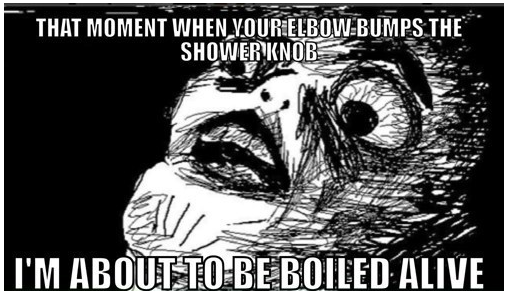 THAT MOMENT WHEN YOUR ELBOW BUMPS THE
SHOWER KNOB
I'M ABOUT TO BE BOILED ALIVE